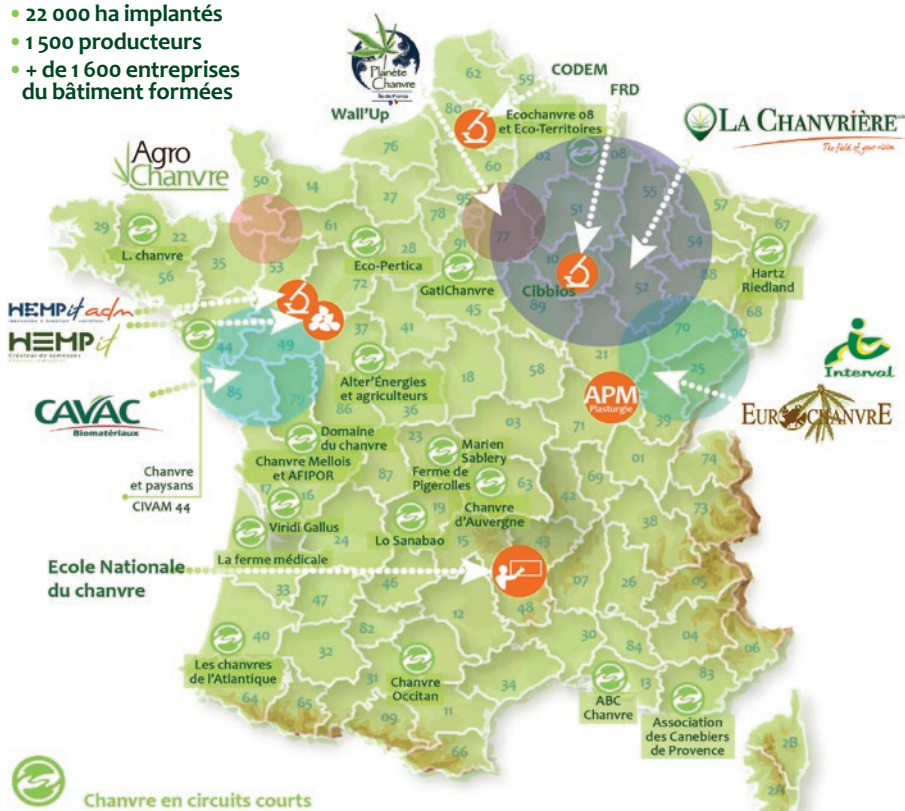 • 22 000 ha implantés
• 1 500 producteurs
• + de 1 600 entreprises
du bâtiment formées
Planète
Chanvre
Île-de-France
Wall'Up
CODEM
FRD
Ecochanvre 08
et Eco-Territoires
LA CHANVRIÈRE
The field of your vision
Agro
Chanvre
62
59
80
76
60
02
08
50
14
27
95
78
77
51
55
57
67
54
29
22
L. chanvre
56
35
53
61
28
Eco-Pertica
91
GatiChanvre
10
Cibblos
52
88
Hartz
Riedland
68
72
45
89
HEMPit adn
HEMPit
Créateur de semences
44
49
37
41
70
90
21
25
58
18
Alter'Énergies
et agriculteurs
APM
Plasturgie
Interval
EUROCHANVRE
CAVAC
Biomatériaux
85
79
86
36
71
39
03
23
Domaine
du chanvre
Chanvre Mellois
et AFIPOR
Marien
Sablery
Ferme de
Pigerolles
01
74
Chanvre
et paysans
CIVAM 44
87
63
69
42
17
16
Viridi Gallus
19
Lo Sanabao
Chanvre
d'Auvergne
73
38
La ferme médicale
24
15
43
Ecole Nationale
du chanvre
33
47
46
48
07
26
05
12
82
30
84
04
06
40
32
Les chanvres
de l'Atlantique
31
Chanvre
Occitan
34
13
83
ABC
Chanvre
Association
des Canebiers
de Provence
64
65
09
11
66
2B
2A
Chanvre en circuits courts